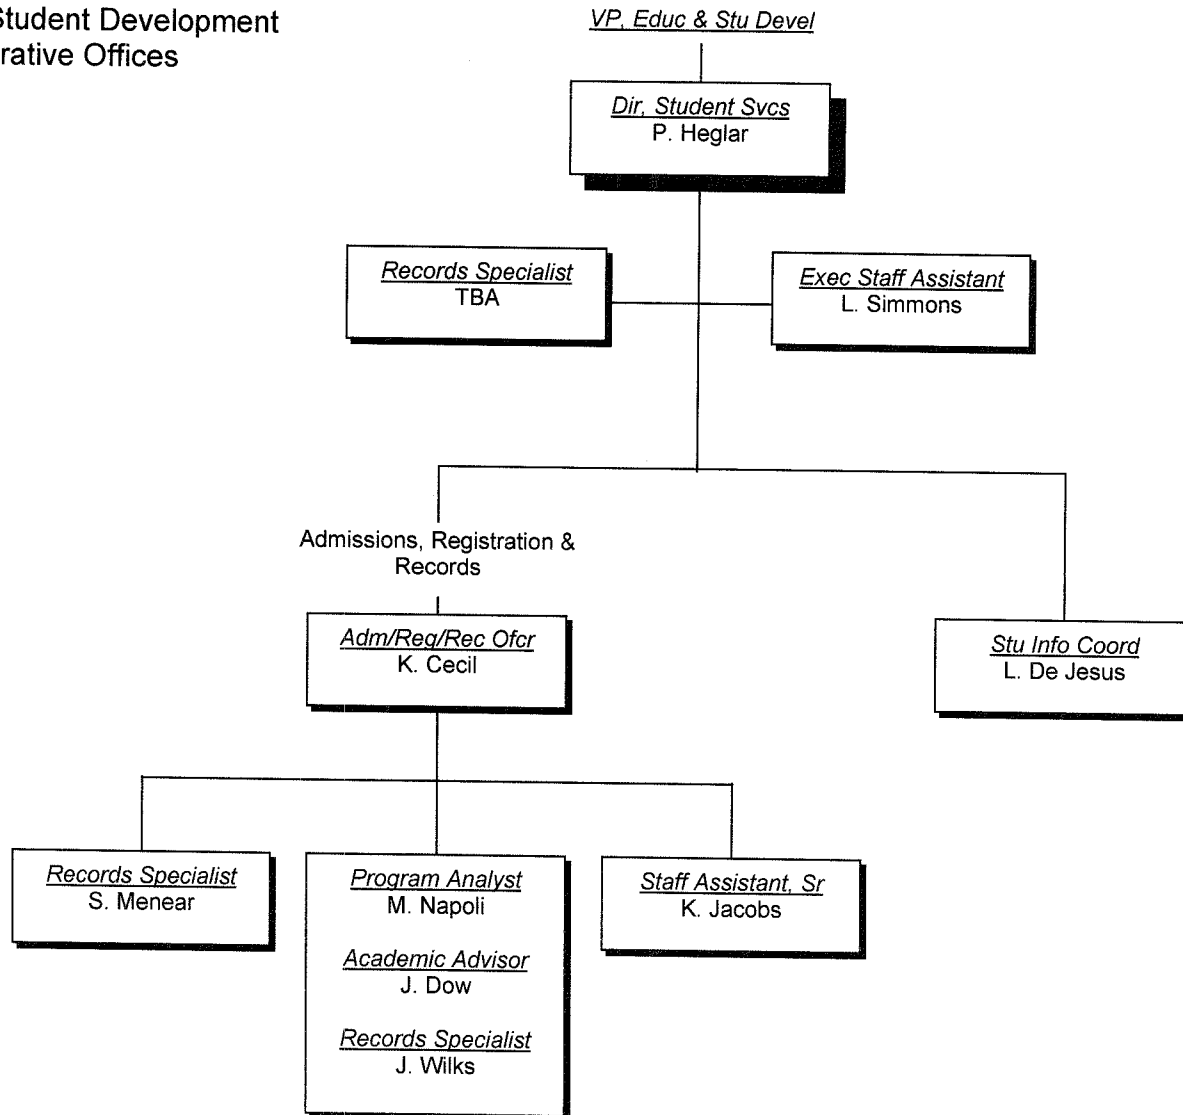 Student Development
rative Offices
VP, Educ & Stu Devel
Dir, Student Svcs
P. Heglar
Records Specialist
TBA
Exec Staff Assistant
L. Simmons
Admissions, Registration &
Records
Adm/Reg/Rec Ofcr
K. Cecil
Stu Info Coord
L. De Jesus
Records Specialist
S. Menear
Program Analyst
M. Napoli
Academic Advisor
J. Dow
Records Specialist
J. Wilks
Staff Assistant, Sr
K. Jacobs